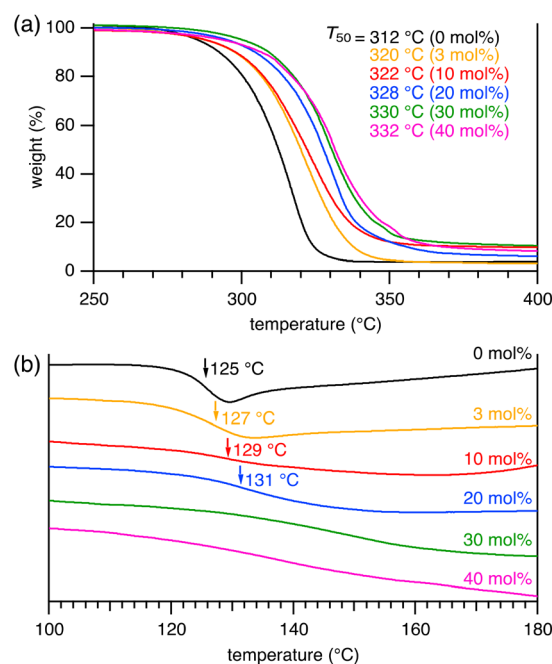 (a)
100
80
60
40
20
0
weight (%)
T50 = 312 °C (0 mol%)
320 °C (3 mol%)
322 °C (10 mol%)
328 °C (20 mol%)
330 °C (30 mol%)
332 °C (40 mol%)
250 300 350 400
temperature (°C)
(b)
0 mol%
125 °C
3 mol%
127 °C
129 °C
10 mol%
131 °C
20 mol%
30 mol%
40 mol%
100 120 140 160 180
temperature (°C)